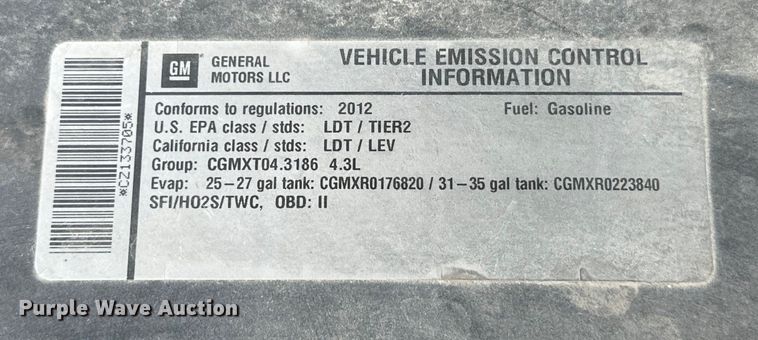 GM GENERAL MOTORS LLC
VEHICLE EMISSION CONTROL
INFORMATION
Conforms to regulations: 2012 Fuel: Gasoline
U.S. EPA class / stds: LDT / TIER2
California class / stds: LDT / LEV
Group: CGMXT04.3186 4.3L
Evap: 25-27 gal tank: CGMXR0176820 / 31-35 gal tank: CGMXR0223840
SFI/HO2S/TWC, OBD: II
*CZ133705*
Purple Wave Auction